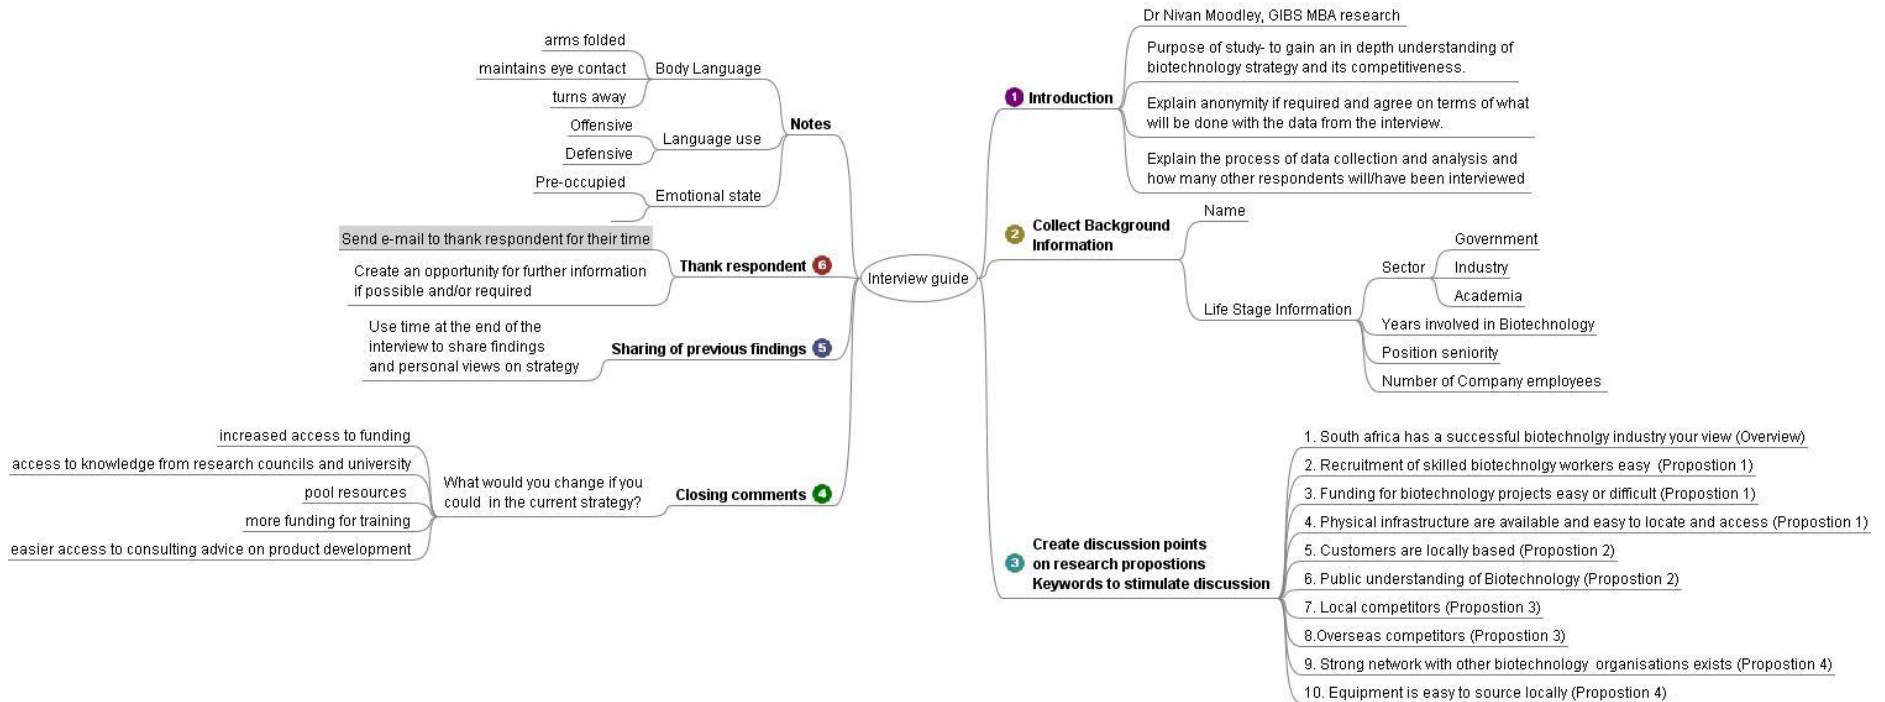 Interview guide
1
Introduction
Dr Nivan Moodley, GIBS MBA research
Purpose of study- to gain an in depth understanding of
biotechnology strategy and its competitiveness.
Explain anonymity if required and agree on terms of what
will be done with the data from the interview.
Explain the process of data collection and analysis and
how many other respondents will/have been interviewed
2
Collect Background
Information
Name
Life Stage Information
Sector
Government
Industry
Academia
Years involved in Biotechnology
Position seniority
Number of Company employees
3
Create discussion points
on research propostions
Keywords to stimulate discussion
1. South africa has a successful biotechnolgy industry your view (Overview)
2. Recruitment of skilled biotechnolgy workers easy (Propostion 1)
3. Funding for biotechnology projects easy or difficult (Propostion 1)
4. Physical infrastructure are available and easy to locate and access (Propostion 1)
5. Customers are locally based (Propostion 2)
6. Public understanding of Biotechnology (Propostion 2)
7. Local competitors (Propostion 3)
8.Overseas competitors (Propostion 3)
9. Strong network with other biotechnology organisations exists (Propostion 4)
10. Equipment is easy to source locally (Propostion 4)
Closing comments 4
What would you change if you
could in the current strategy?
increased access to funding
access to knowledge from research councils and university
pool resources
more funding for training
easier access to consulting advice on product development
Sharing of previous findings 5
Use time at the end of the
interview to share findings
and personal views on strategy
Thank respondent 6
Send e-mail to thank respondent for their time
Create an opportunity for further information
if possible and/or required
Notes
Body Language
arms folded
maintains eye contact
turns away
Language use
Offensive
Defensive
Emotional state
Pre-occupied